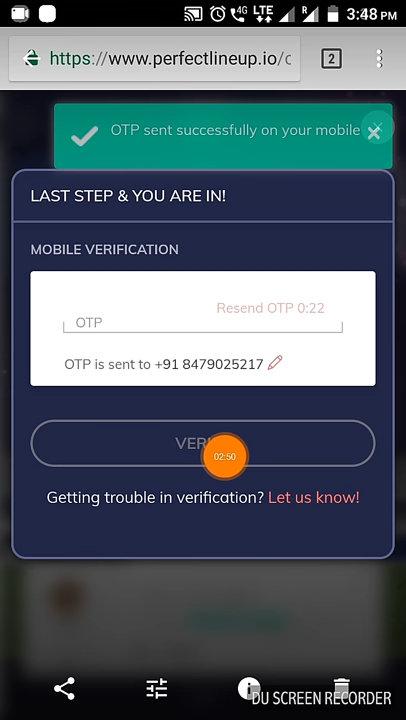 4G LTE R 3:48 PM
https://www.perfectlineup.io/c
2
OTP sent successfully on your mobile
LAST STEP & YOU ARE IN!
MOBILE VERIFICATION
Resend OTP 0:22
OTP
OTP is sent to +91 8479025217
02:50
Getting trouble in verification? Let us know!
DU SCREEN RECORDER